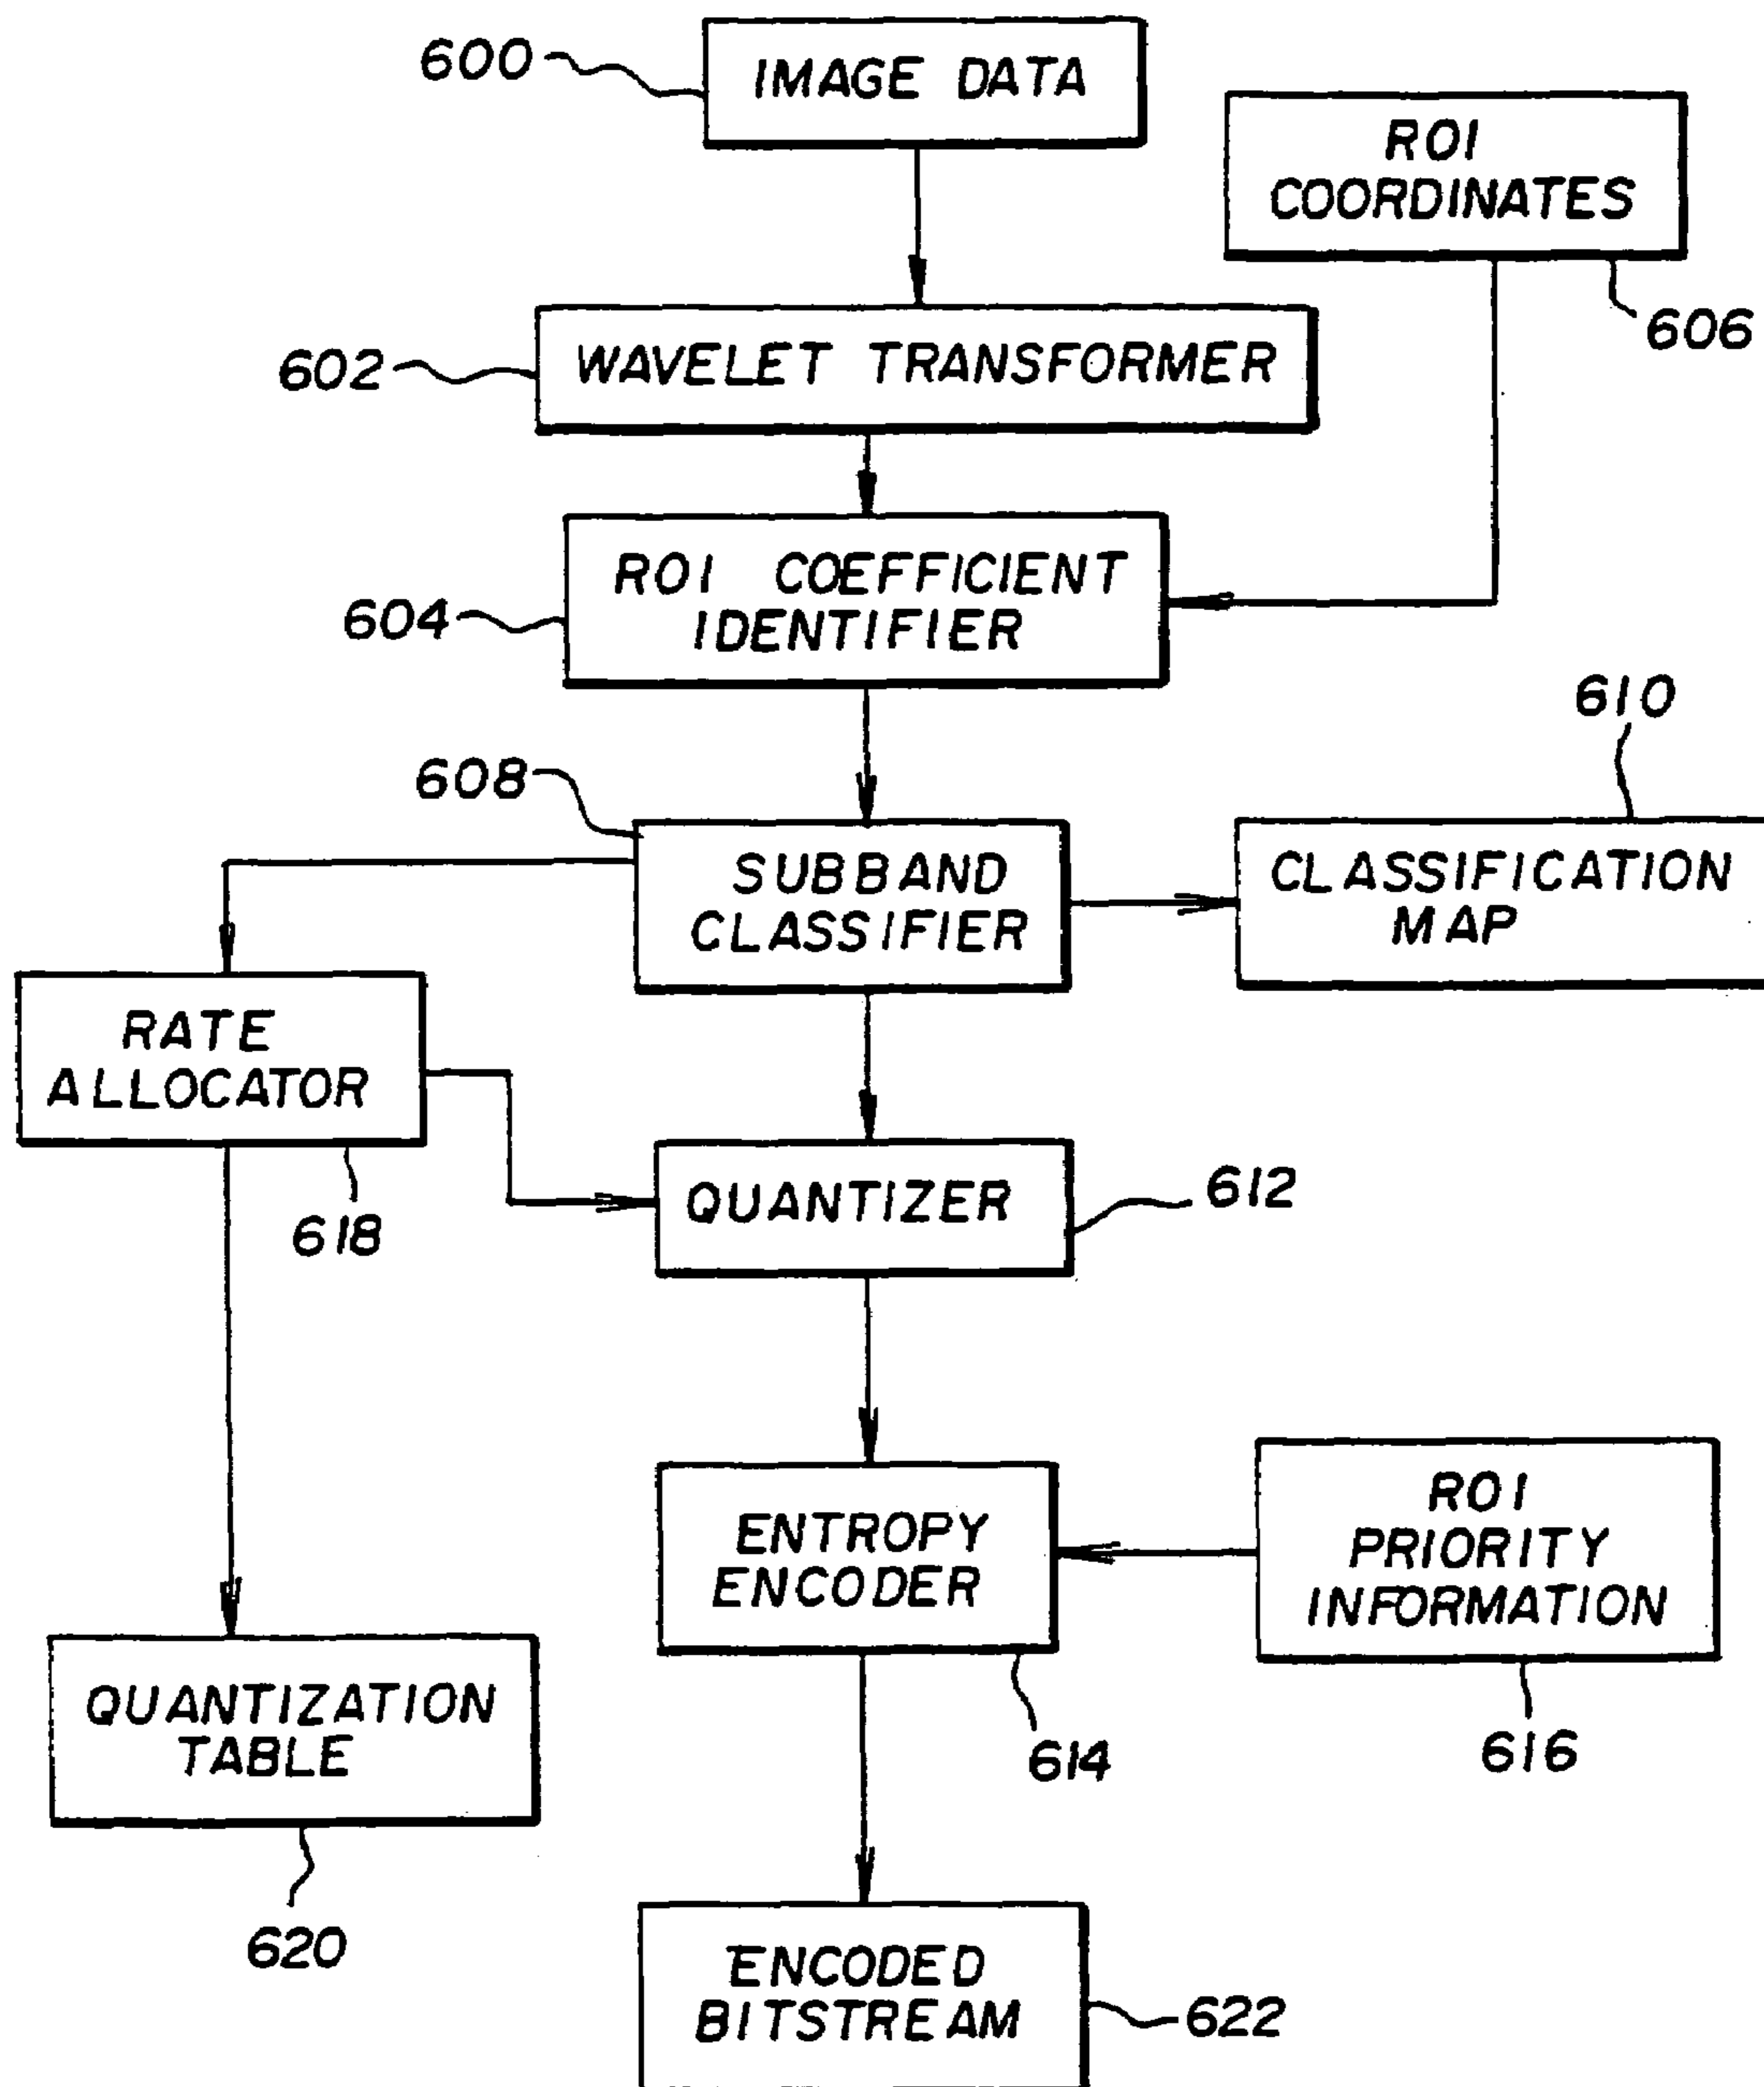 600
IMAGE DATA
ROI
COORDINATES
606
602
WAVELET TRANSFORMER
604
ROI COEFFICIENT
IDENTIFIER
610
608
SUBBAND
CLASSIFIER
CLASSIFICATION
MAP
RATE
ALLOCATOR
618
QUANTIZER
612
ENTROPY
ENCODER
614
ROI
PRIORITY
INFORMATION
616
QUANTIZATION
TABLE
620
ENCODED
BITSTREAM
622